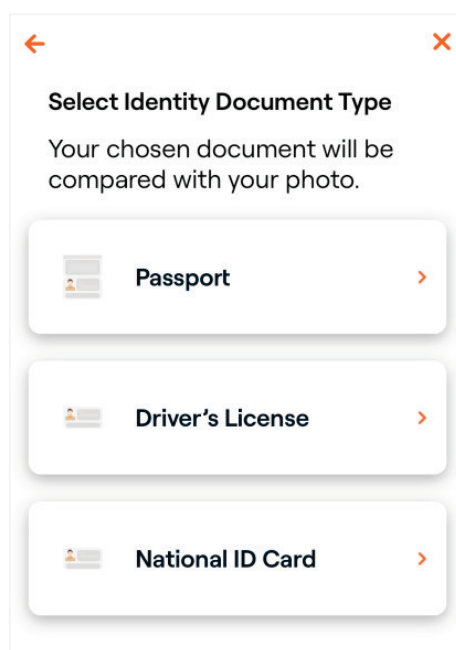 Select Identity Document Type
Your chosen document will be
compared with your photo.
Passport
Driver’s License
National ID Card